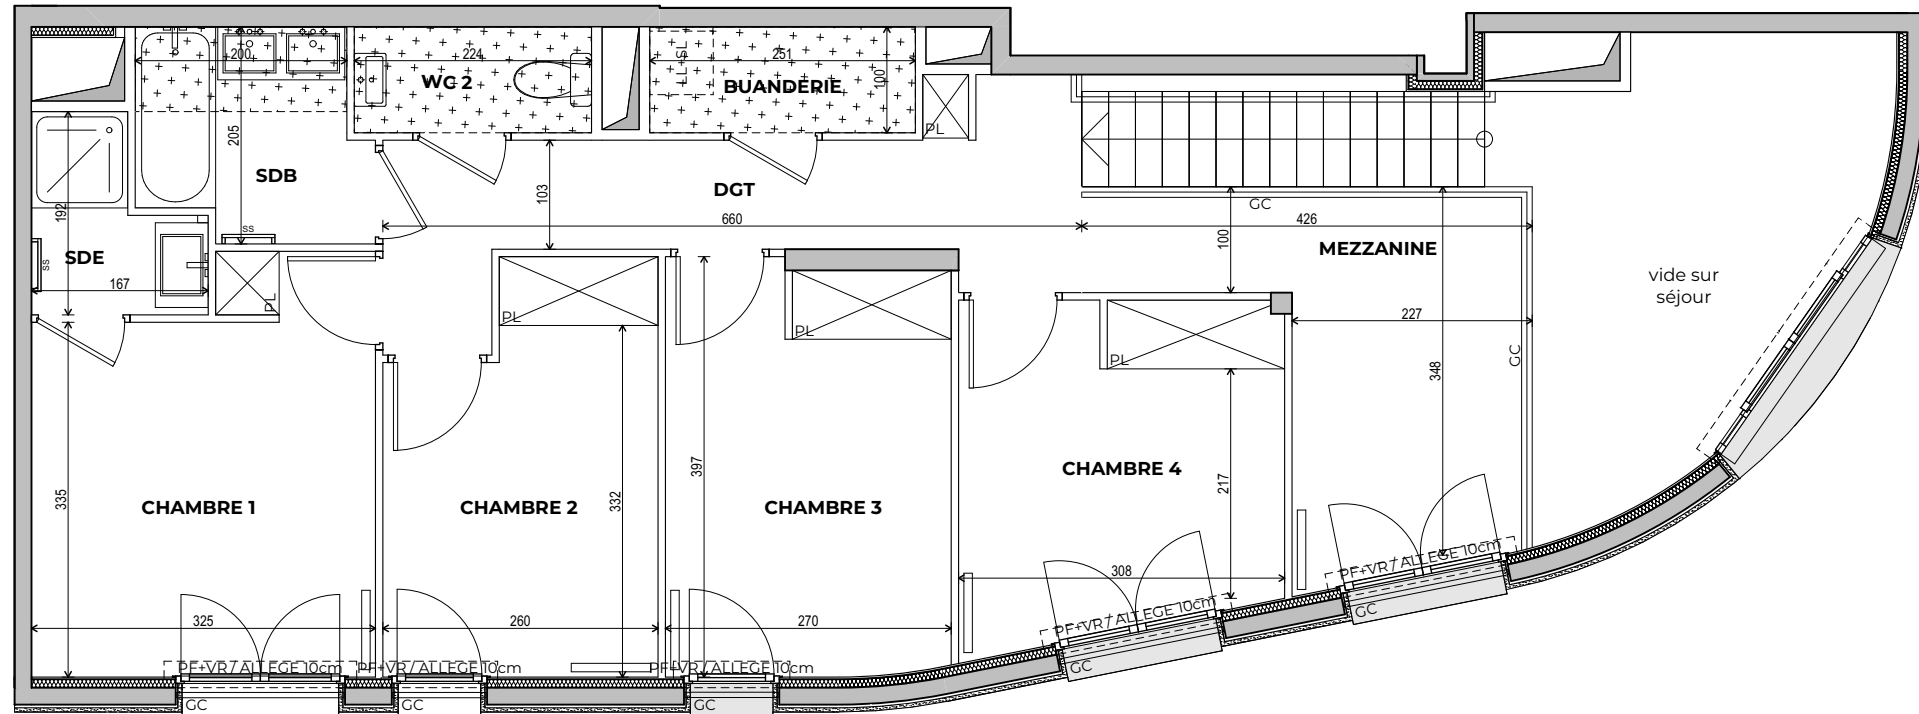 200
224
LL+SL
251
100
WC 2
BUANDERIE
PL
205
SDB
103
DGT
192
660
GC
426
SS
100
MEZZANINE
SDE
SS
167
PL
vide sur
séjour
PL
PL
PL
227
348
GC
335
CHAMBRE 1
CHAMBRE 2
332
397
CHAMBRE 3
CHAMBRE 4
217
308
PF+VR / ALLEGE 10cm
GC
325
260
270
PF+VR / ALLEGE 10cm
GC
PF+VR / ALLEGE 10cm
PF+VR / ALLEGE 10cm
PF+VR / ALLEGE 10cm
GC
GC
GC